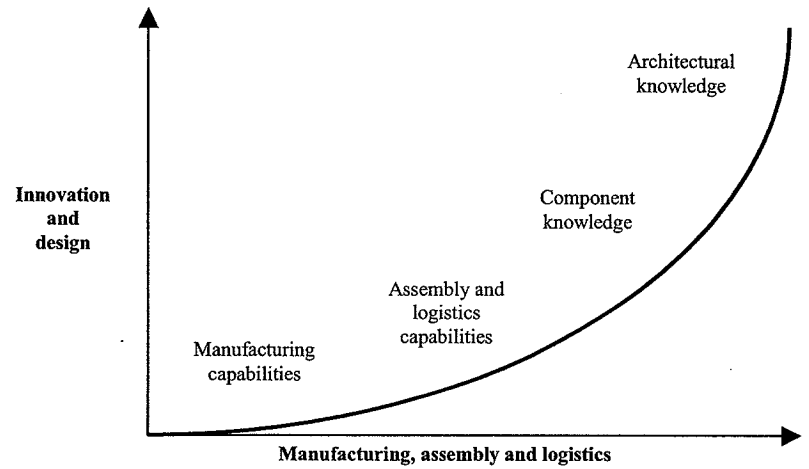 Architectural
knowledge
Component
knowledge
Innovation
and
design
Assembly and
logistics
capabilities
Manufacturing
capabilities
Manufacturing, assembly and logistics